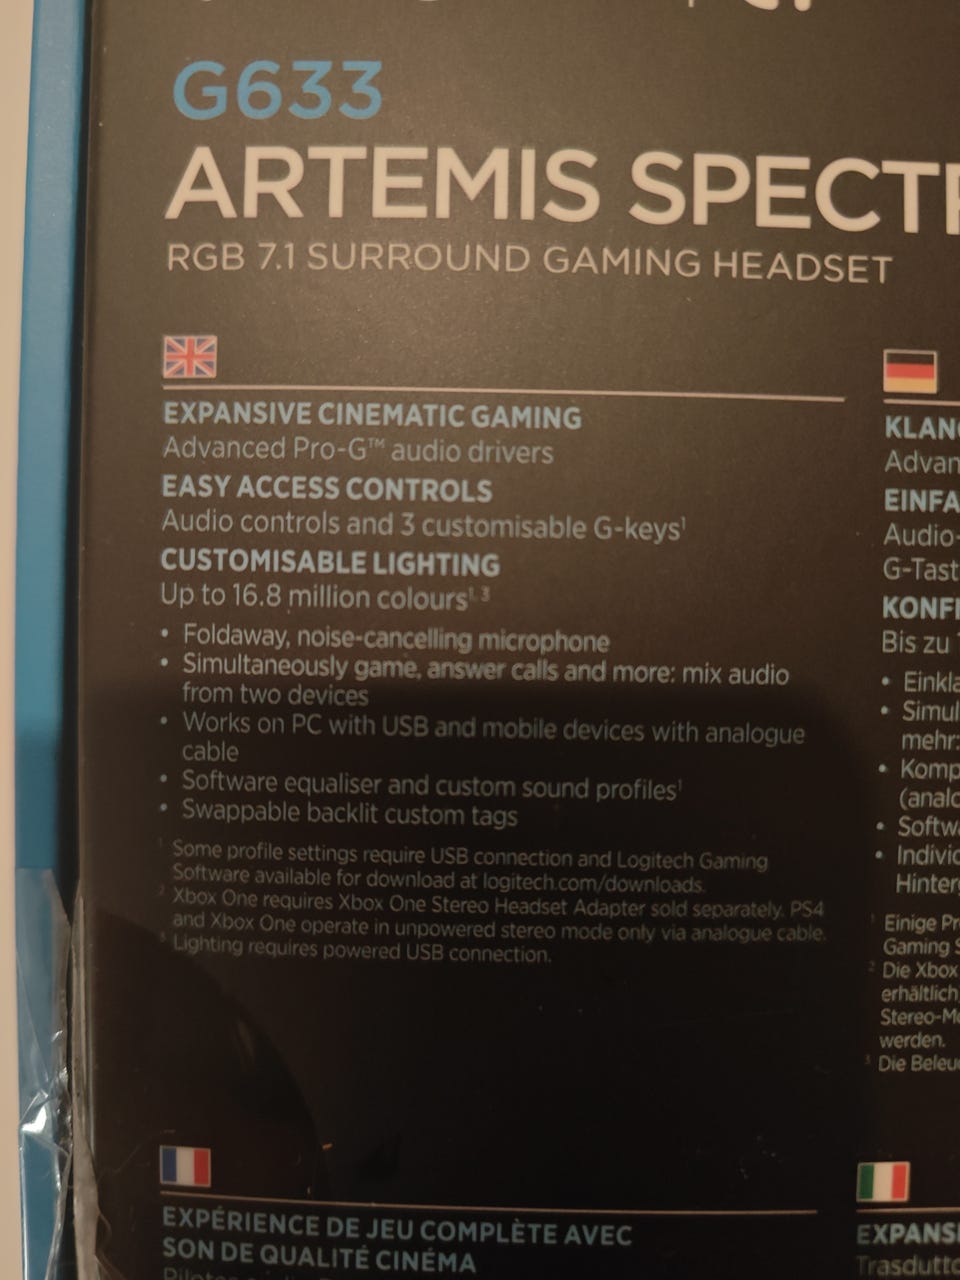 G633
ARTEMIS SPECTR
RGB 7.1 SURROUND GAMING HEADSET
EXPANSIVE CINEMATIC GAMING
Advanced Pro-G™ audio drivers
EASY ACCESS CONTROLS
Audio controls and 3 customisable G-keys¹
CUSTOMISABLE LIGHTING
Up to 16.8 million colours¹˒³
• Foldaway, noise-cancelling microphone
• Simultaneously game, answer calls and more: mix audio
from two devices
• Works on PC with USB and mobile devices with analogue
cable
• Software equaliser and custom sound profiles¹
• Swappable backlit custom tags
¹ Some profile settings require USB connection and Logitech Gaming
Software available for download at logitech.com/downloads.
² Xbox One requires Xbox One Stereo Headset Adapter sold separately. PS4
and Xbox One operate in unpowered stereo mode only via analogue cable.
³ Lighting requires powered USB connection.
KLANG
Advan
EINFA
Audio-
G-Tast
KONFI
Bis zu
• Einkla
• Simul
mehr:
• Komp
(analo
• Softwa
• Individ
Hinterg
¹ Einige Pr
Gaming S
² Die Xbox
erhältlich,
Stereo-Mo
werden.
³ Die Beleuc
EXPÉRIENCE DE JEU COMPLÈTE AVEC
SON DE QUALITÉ CINÉMA
EXPANSI
Trasdutto